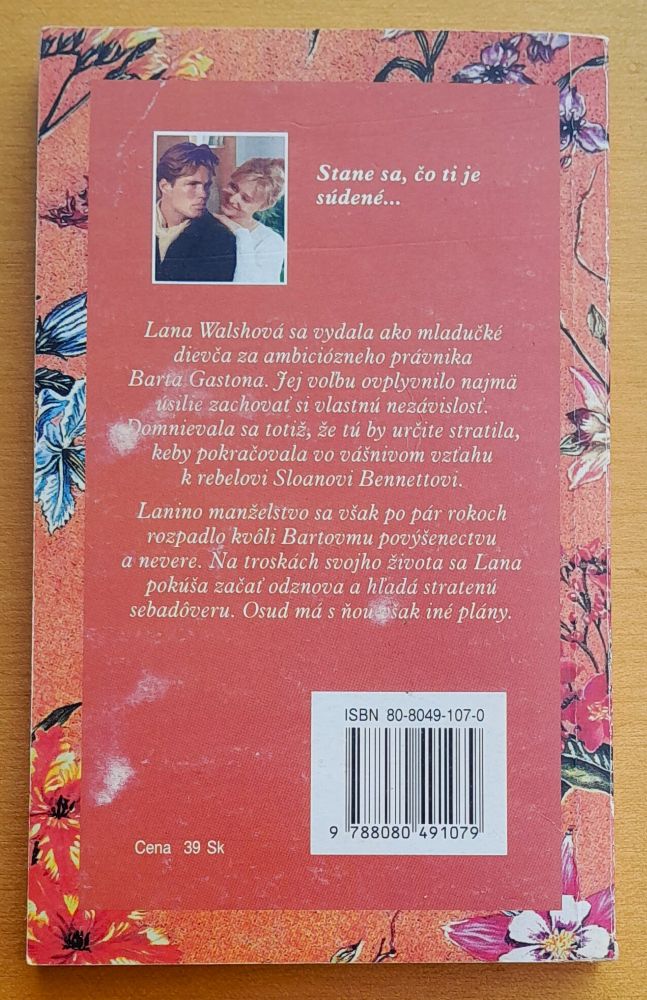 Stane sa, čo ti je
súdené...
Lana Walshová sa vydala ako mladučké
dievča za ambiciózneho právnika
Barta Gastona. Jej voľbu ovplyvnilo najmä
úsilie zachovať si vlastnú nezávislosť.
Domnievala sa totiž, že tú by určite stratila,
keby pokračovala vo vášnivom vzťahu
k rebelovi Sloanovi Bennettovi.
Lanino manželstvo sa však po pár rokoch
rozpadlo kvôli Bartovmu povýšenectvu
a nevere. Na troskách svojho života sa Lana
pokúša začať odznova a hľadá stratenú
sebadôveru. Osud má s ňou však iné plány.
ISBN 80-8049-107-0
9 788080 491079
Cena 39 Sk